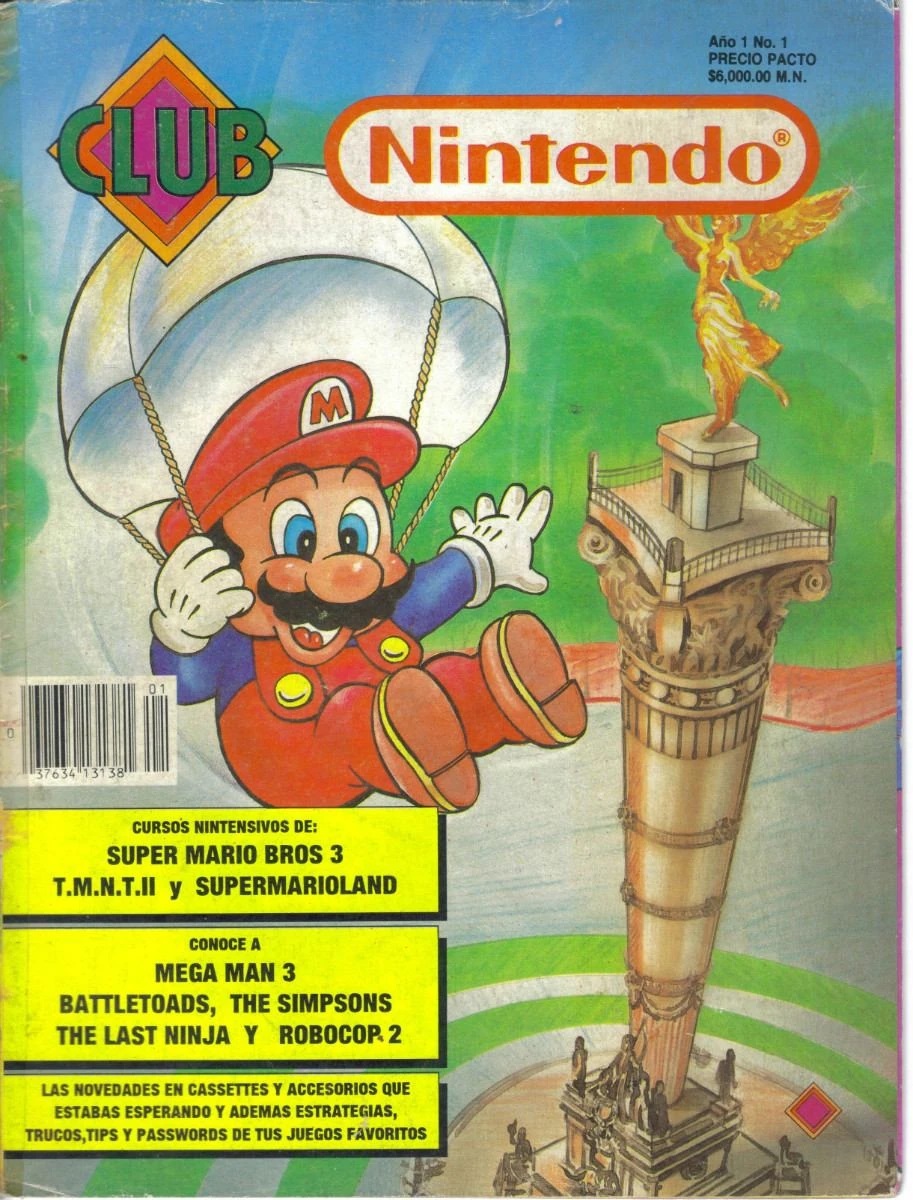 Año 1 No. 1
PRECIO PACTO
$6,000.00 M.N.
CLUB
Nintendo®
M
01
0
37634 13138
CURSOS NINTENSIVOS DE:
SUPER MARIO BROS 3
T.M.N.T.II y SUPERMARIOLAND
CONOCE A
MEGA MAN 3
BATTLETOADS, THE SIMPSONS
THE LAST NINJA Y ROBOCOP 2
LAS NOVEDADES EN CASSETTES Y ACCESORIOS QUE
ESTABAS ESPERANDO Y ADEMAS ESTRATEGIAS,
TRUCOS,TIPS Y PASSWORDS DE TUS JUEGOS FAVORITOS